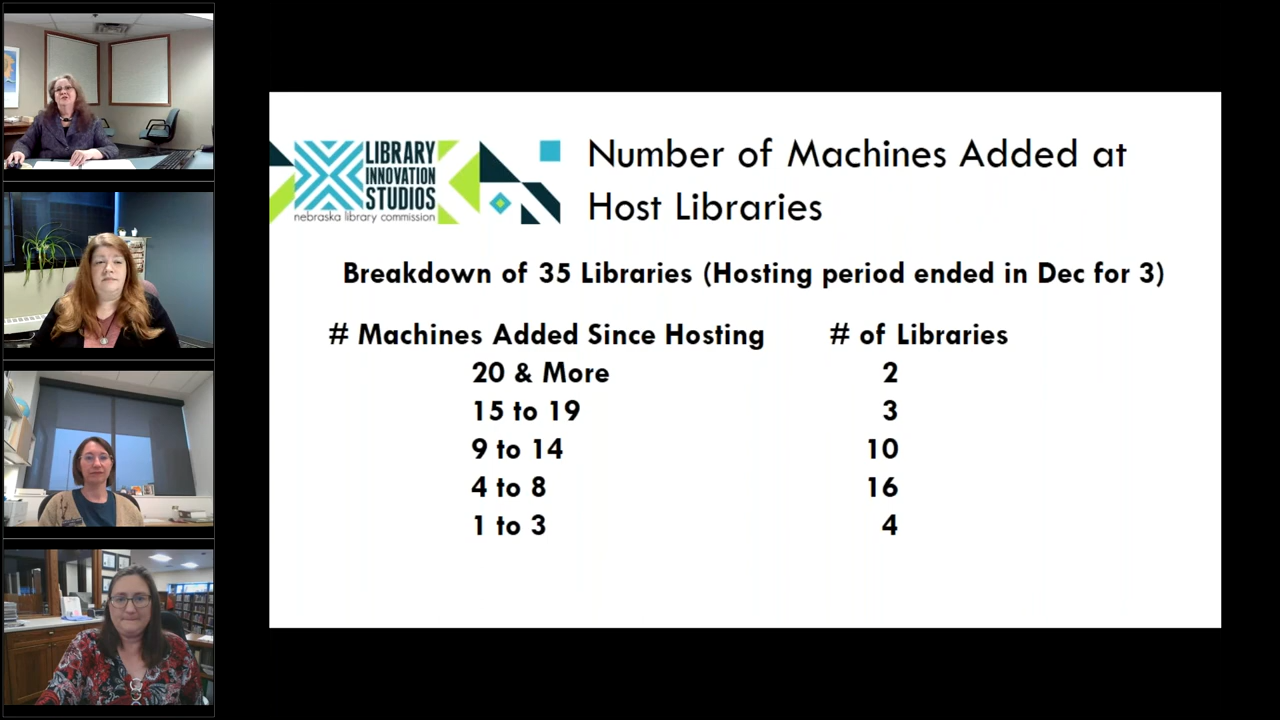 LIBRARY
INNOVATION
STUDIOS
nebraska library commission
Number of Machines Added at
Host Libraries
Breakdown of 35 Libraries (Hosting period ended in Dec for 3)
# Machines Added Since Hosting # of Libraries
20 & More 2
15 to 19 3
9 to 14 10
4 to 8 16
1 to 3 4